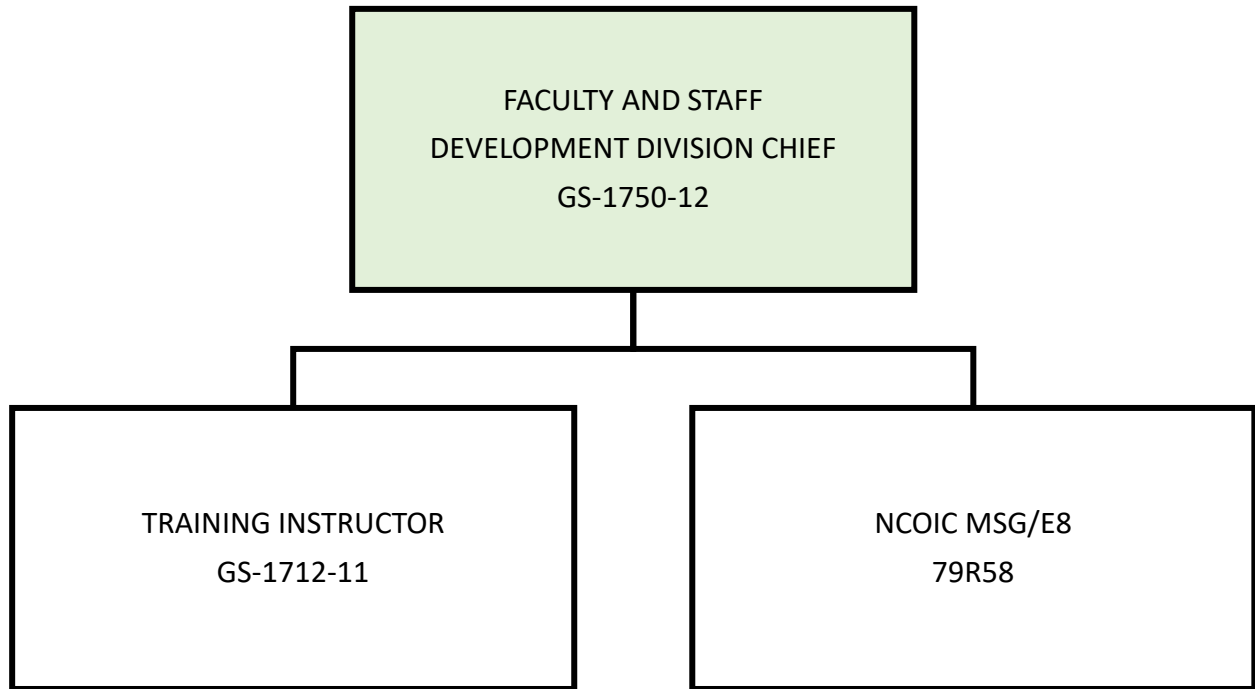 FACULTY AND STAFF
DEVELOPMENT DIVISION CHIEF
GS-1750-12
TRAINING INSTRUCTOR
GS-1712-11
NCOIC MSG/E8
79R58